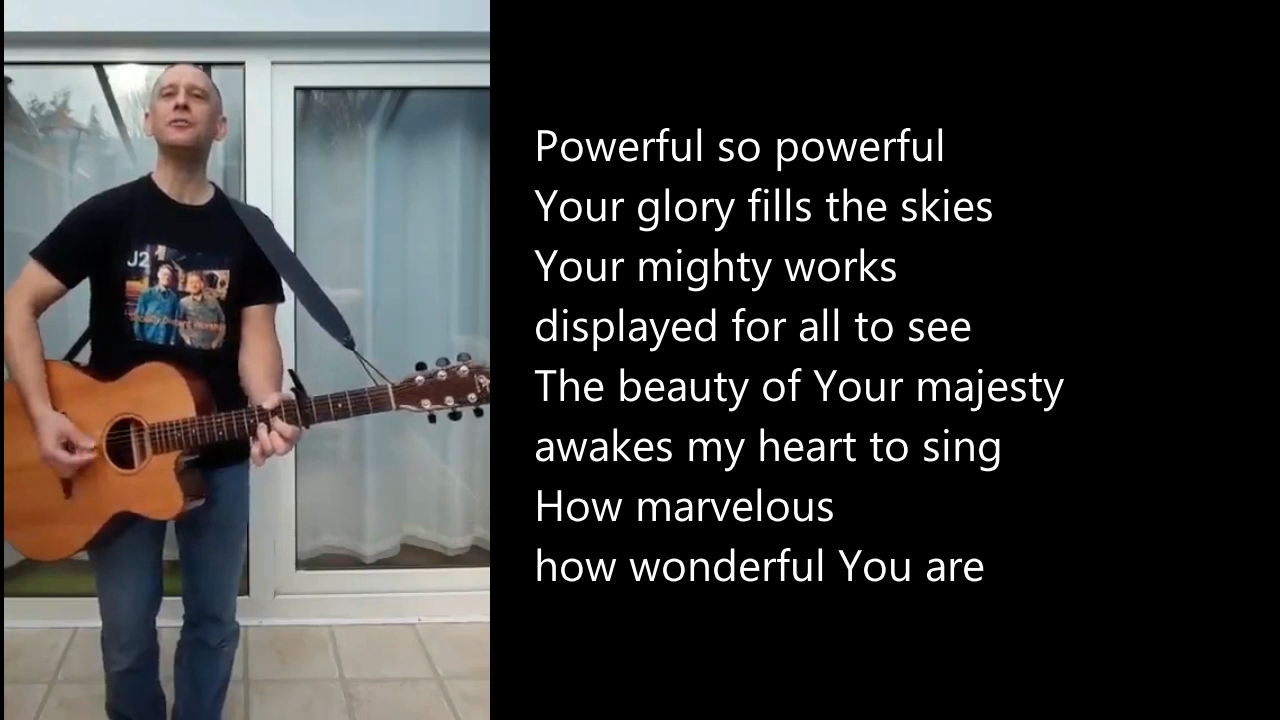 Powerful so powerful
Your glory fills the skies
Your mighty works
displayed for all to see
The beauty of Your majesty
awakes my heart to sing
How marvelous
how wonderful You are
J2